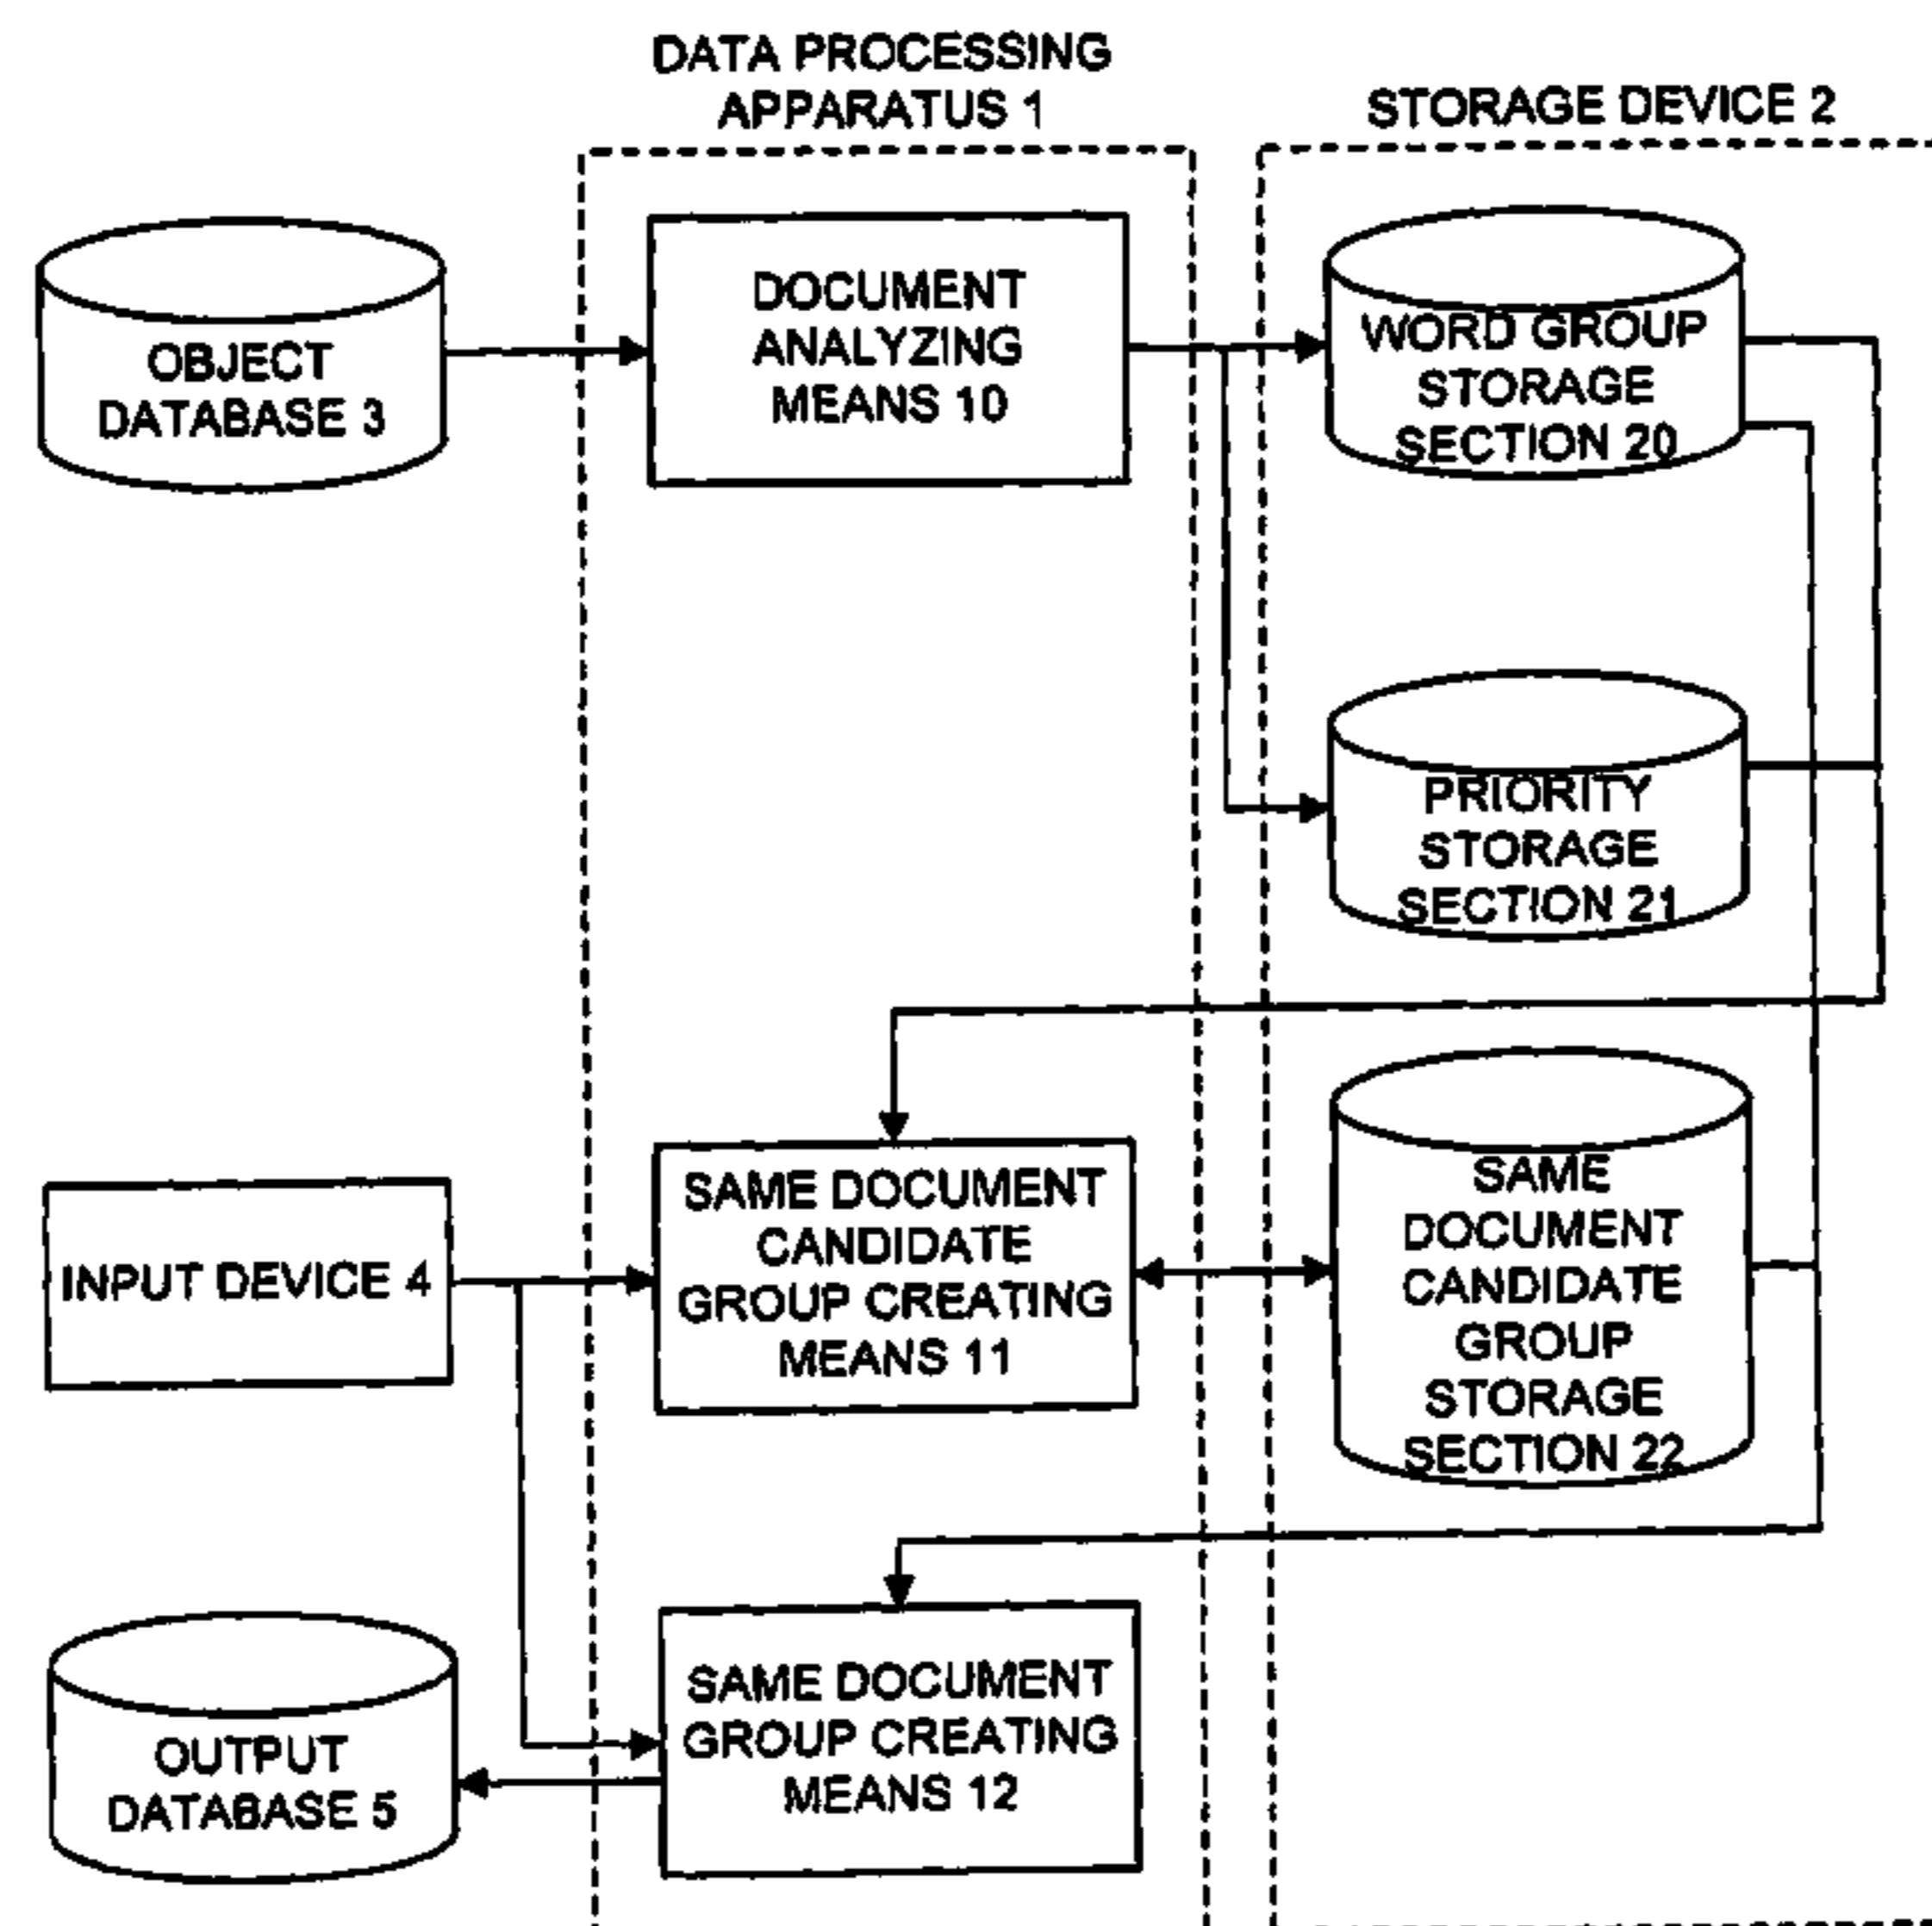 DATA PROCESSING
APPARATUS 1
STORAGE DEVICE 2
OBJECT
DATABASE 3
DOCUMENT
ANALYZING
MEANS 10
WORD GROUP
STORAGE
SECTION 20
PRIORITY
STORAGE
SECTION 21
INPUT DEVICE 4
SAME DOCUMENT
CANDIDATE
GROUP CREATING
MEANS 11
SAME
DOCUMENT
CANDIDATE
GROUP
STORAGE
SECTION 22
OUTPUT
DATABASE 5
SAME DOCUMENT
GROUP CREATING
MEANS 12